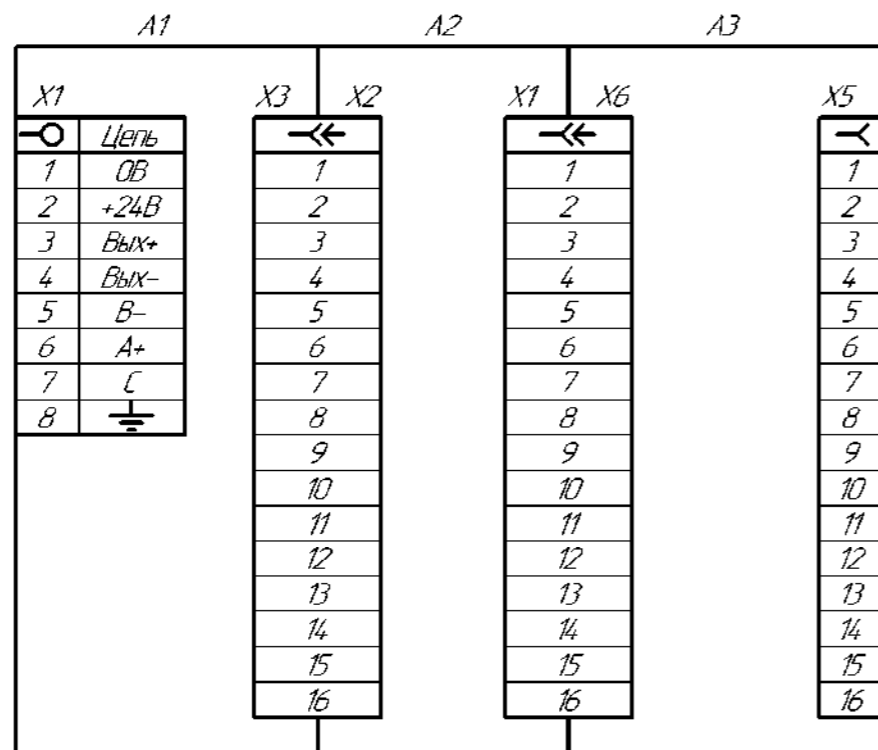 А1 А2 А3
X1 X3 X2 X1 X6 X5
Цепь
1 0В 1 1 1
2 +24В 2 2 2
3 Вых+ 3 3 3
4 Вых- 4 4 4
5 В- 5 5 5
6 А+ 6 6 6
7 С 7 7 7
8 8 8 8
9 9 9
10 10 10
11 11 11
12 12 12
13 13 13
14 14 14
15 15 15
16 16 16